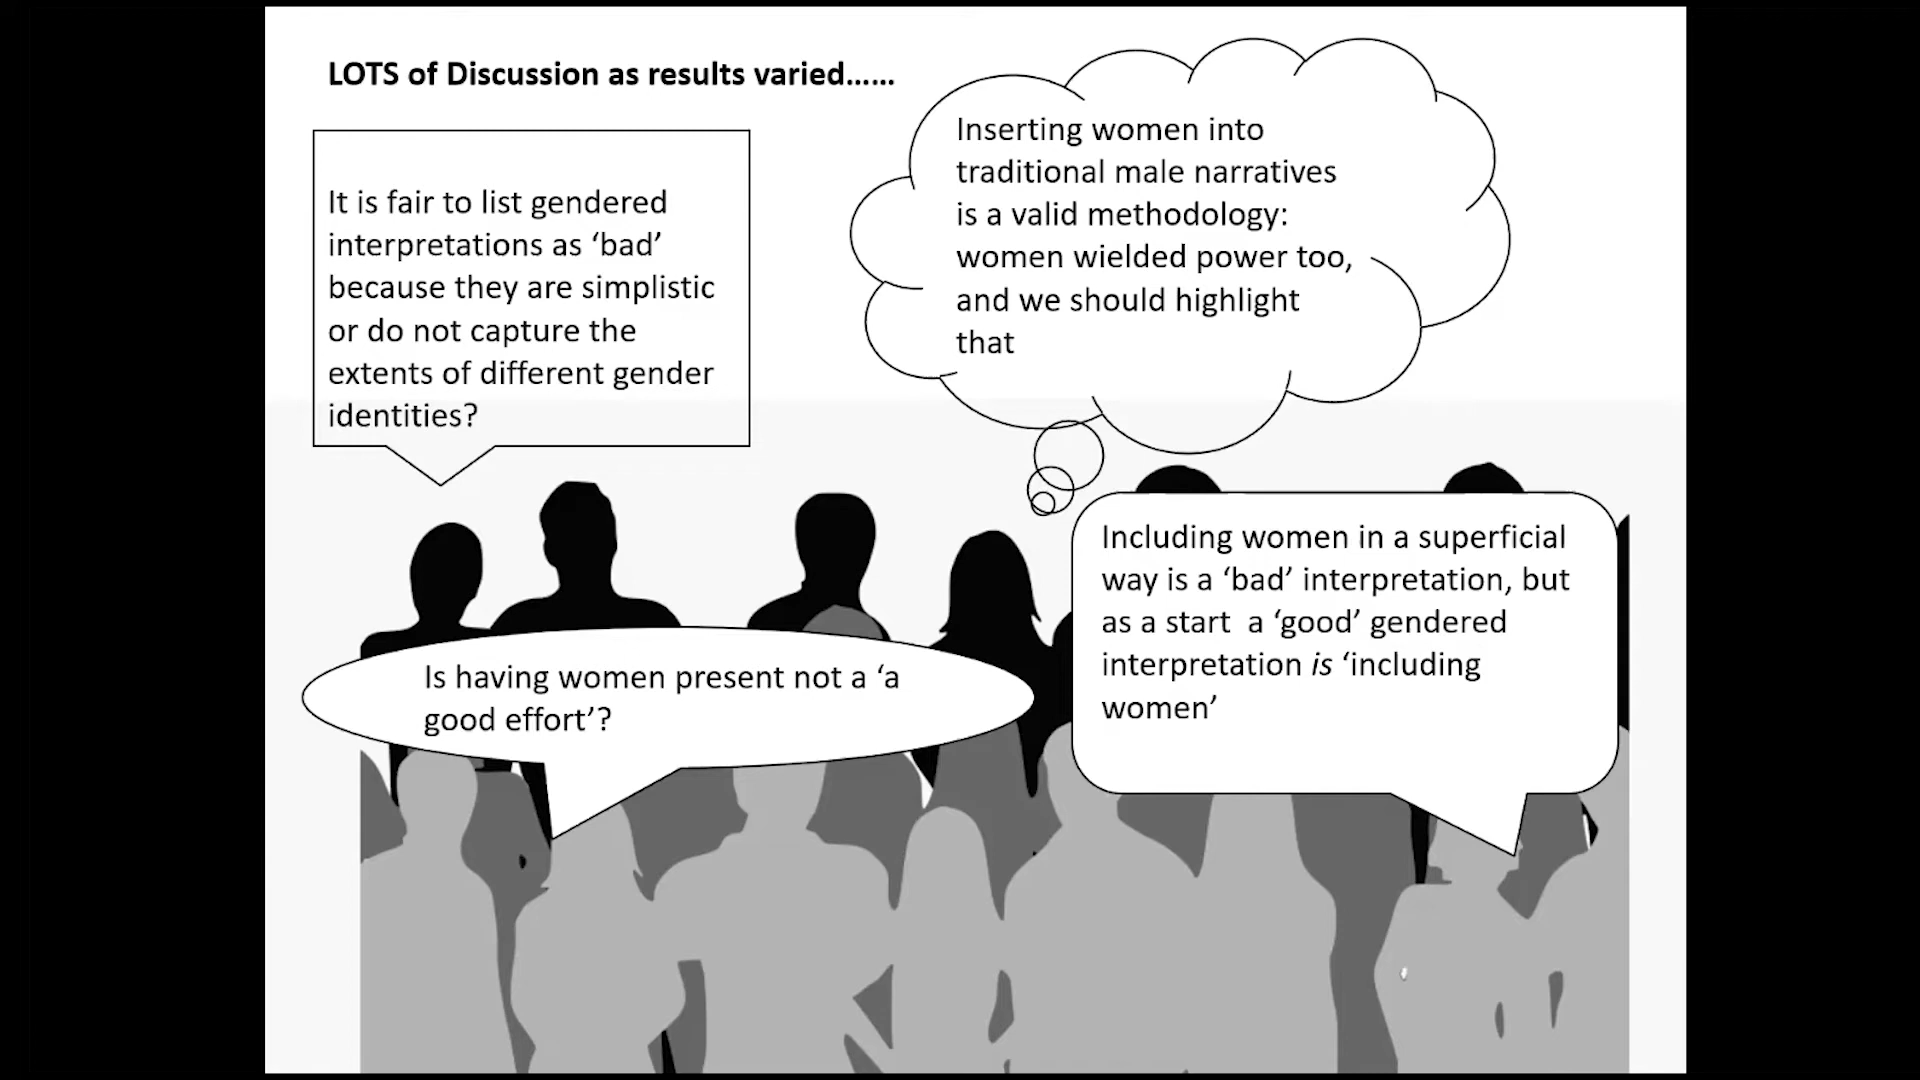 LOTS of Discussion as results varied......
It is fair to list gendered
interpretations as ‘bad’
because they are simplistic
or do not capture the
extents of different gender
identities?
Inserting women into
traditional male narratives
is a valid methodology:
women wielded power too,
and we should highlight
that
Is having women present not a ‘a
good effort’?
Including women in a superficial
way is a ‘bad’ interpretation, but
as a start  a ‘good’ gendered
interpretation is ‘including
women’